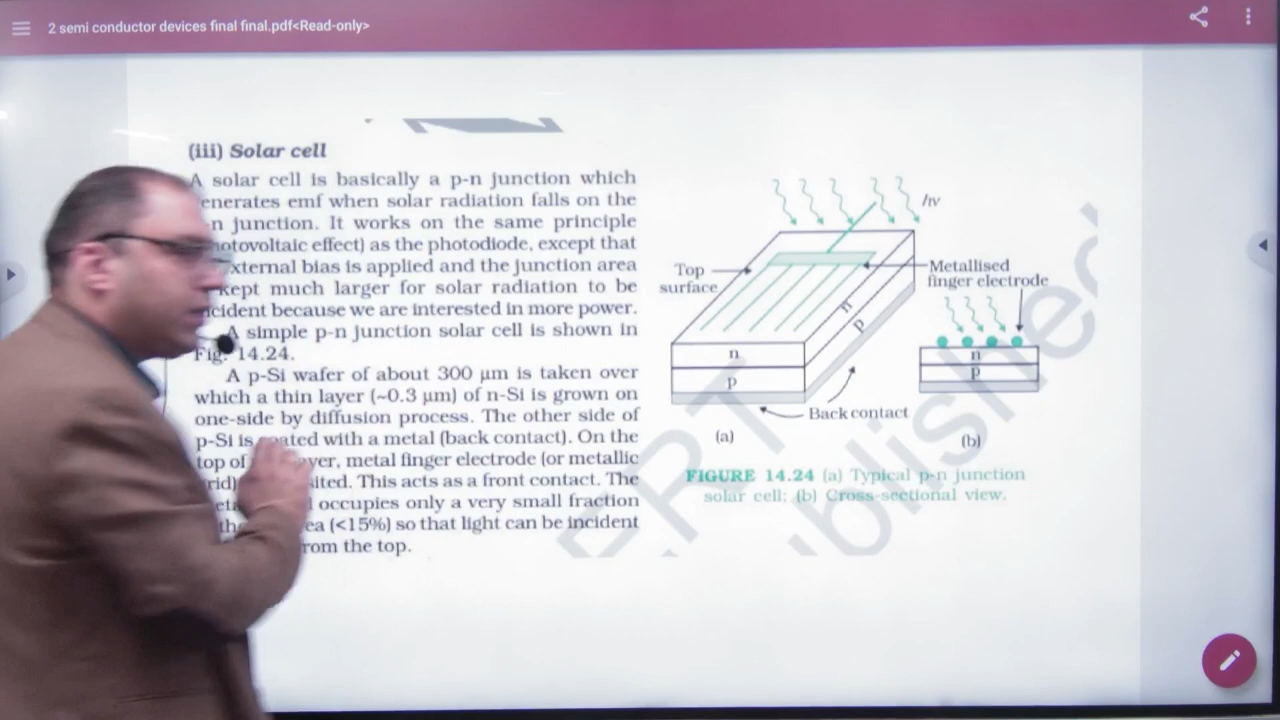 2 semi conductor devices final final.pdf<Read-only>
(iii) Solar cell
A solar cell is basically a p-n junction which
enerates emf when solar radiation falls on the
n junction. It works on the same principle
otovoltaic effect) as the photodiode, except that
xternal bias is applied and the junction area
kept much larger for solar radiation to be
cident because we are interested in more power.
A simple p-n junction solar cell is shown in
Fig. 14.24.
A p-Si wafer of about 300 μm is taken over
which a thin layer (~0.3 μm) of n-Si is grown on
one-side by diffusion process. The other side of
p-Si is coated with a metal (back contact). On the
top of yer, metal finger electrode (or metallic
rid) ited. This acts as a front contact. The
occupies only a very small fraction
ea (<15%) so that light can be incident
rom the top.
hν
Top
surface
Metallised
finger electrode
n
p
n
p
n
p
Back contact
(a)
(b)
FIGURE 14.24 (a) Typical p-n junction
solar cell; (b) Cross-sectional view.
ERT
blished